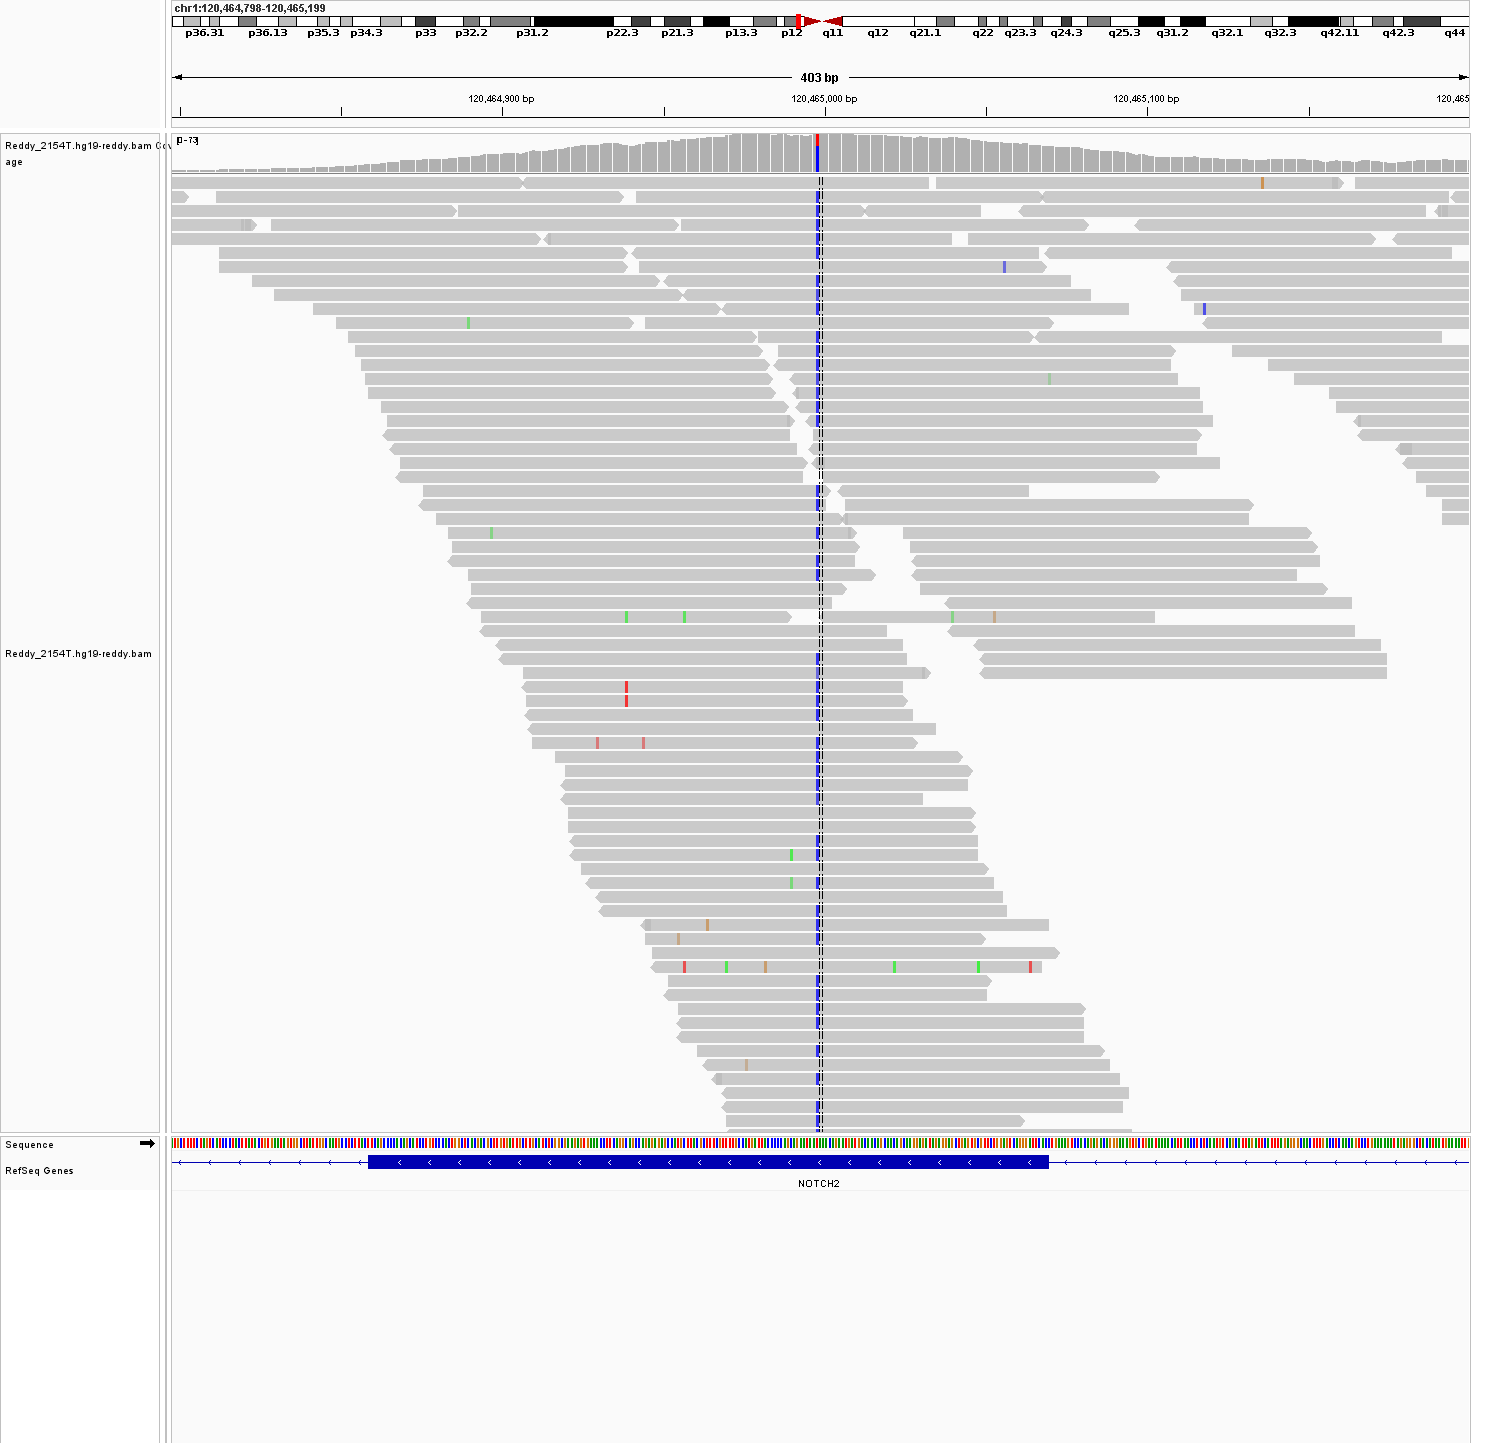 chr1:120,464,798-120,465,199
p36.31 p36.13 p35.3 p34.3 p33 p32.2 p31.2 p22.3 p21.3 p13.3 p12 q11 q12 q21.1 q22 q23.3 q24.3 q25.3 q31.2 q32.1 q32.3 q42.11 q42.3 q44
403 bp
120,464,900 bp 120,465,000 bp 120,465,100 bp 120,465
Reddy_2154T.hg19-reddy.bam Cov
age
[0-73]
Reddy_2154T.hg19-reddy.bam
Sequence
RefSeq Genes
NOTCH2